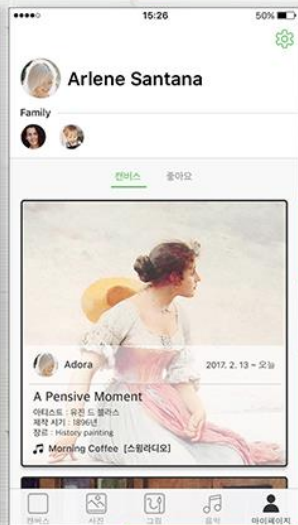 15:26
50%
Arlene Santana
Family
캔버스 좋아요
Adora 2017. 2. 13 ~ 오늘
A Pensive Moment
아티스트 : 유진 드 블라스
제작 시기 : 1896년
장르 : History painting
Morning Coffee [스윙라디오]
캔버스 사진 그림 음악 마이페이지